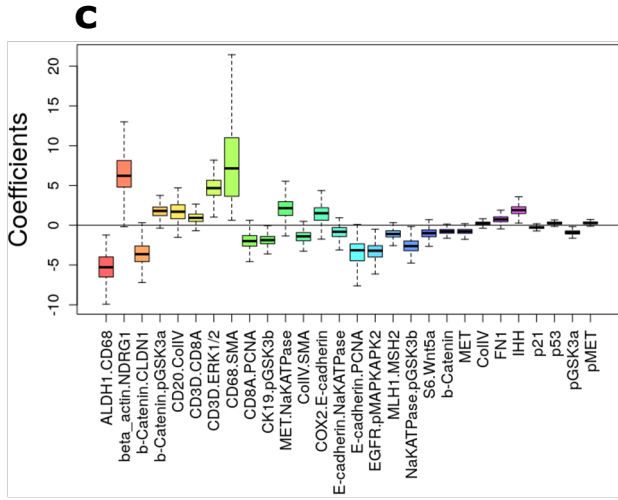 c
Coefficients
20
15
10
5
0
-5
-10
ALDH1.CD68
beta_actin.NDRG1
b-Catenin.CLDN1
b-Catenin.pGSK3a
CD20.CollV
CD3D.CD8A
CD3D.ERK1/2
CD68.SMA
CD8A.PCNA
CK19.pGSK3b
MET.NaKATPase
CollV.SMA
COX2.E-cadherin
E-cadherin.NaKATPase
E-cadherin.PCNA
EGFR.pMAPKAPK2
MLH1.MSH2
NaKATPase.pGSK3b
S6.Wnt5a
b-Catenin
MET
CollV
FN1
IHH
p21
p53
pGSK3a
pMET